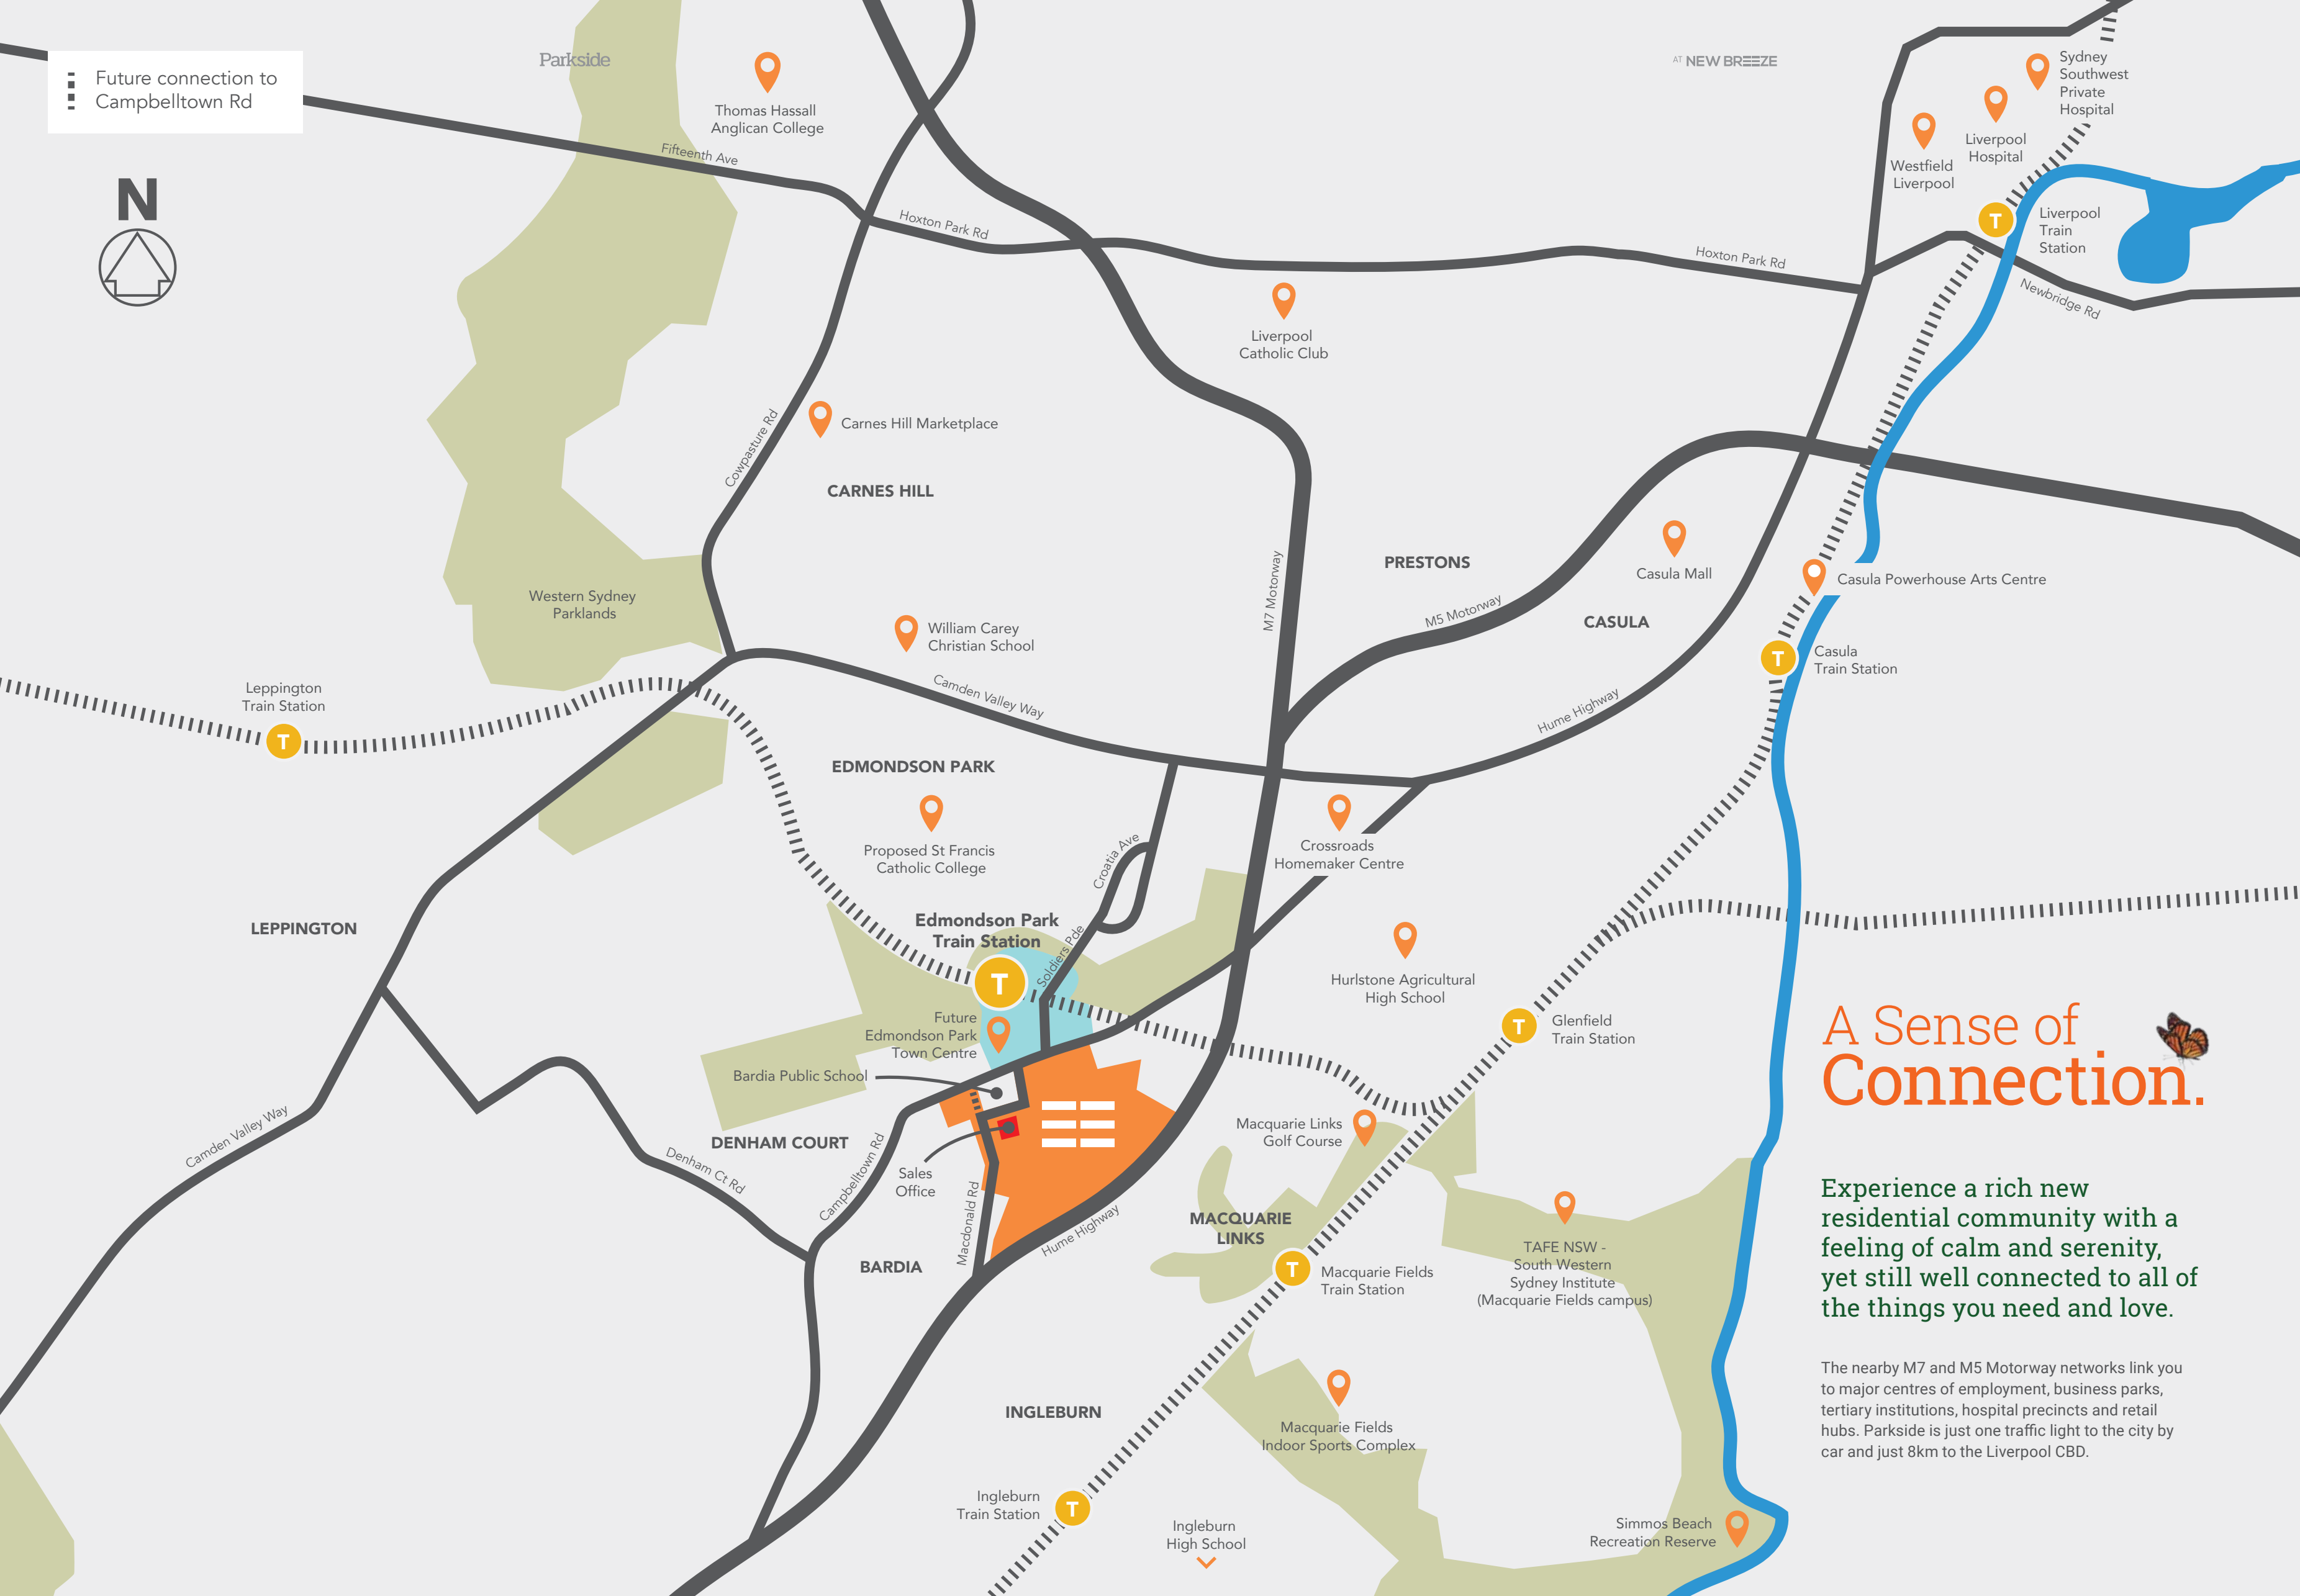 Future connection to
Campbelltown Rd
N
Parkside
AT NEW BREEZE
Thomas Hassall
Anglican College
Fifteenth Ave
Hoxton Park Rd
Hoxton Park Rd
Sydney
Southwest
Private
Hospital
Liverpool
Hospital
Westfield
Liverpool
T
Liverpool
Train
Station
Newbridge Rd
Liverpool
Catholic Club
Cowpasture Rd
Carnes Hill Marketplace
CARNES HILL
M7 Motorway
PRESTONS
M5 Motorway
Casula Mall
CASULA
Casula Powerhouse Arts Centre
T
Casula
Train Station
Western Sydney
Parklands
William Carey
Christian School
Camden Valley Way
Hume Highway
Leppington
Train Station
T
EDMONDSON PARK
Proposed St Francis
Catholic College
Croatia Ave
Crossroads
Homemaker Centre
LEPPINGTON
Edmondson Park
Train Station
T
Soldiers Pde
Future
Edmondson Park
Town Centre
Hurlstone Agricultural
High School
T
Glenfield
Train Station
Bardia Public School
Camden Valley Way
DENHAM COURT
Denham Ct Rd
Campbelltown Rd
Sales
Office
Macdonald Rd
Hume Highway
BARDIA
Macquarie Links
Golf Course
MACQUARIE
LINKS
T
Macquarie Fields
Train Station
TAFE NSW -
South Western
Sydney Institute
(Macquarie Fields campus)
INGLEBURN
Macquarie Fields
Indoor Sports Complex
Ingleburn
Train Station
T
Ingleburn
High School
Simmos Beach
Recreation Reserve
A Sense of
Connection.
Experience a rich new
residential community with a
feeling of calm and serenity,
yet still well connected to all of
the things you need and love.
The nearby M7 and M5 Motorway networks link you
to major centres of employment, business parks,
tertiary institutions, hospital precincts and retail
hubs. Parkside is just one traffic light to the city by
car and just 8km to the Liverpool CBD.